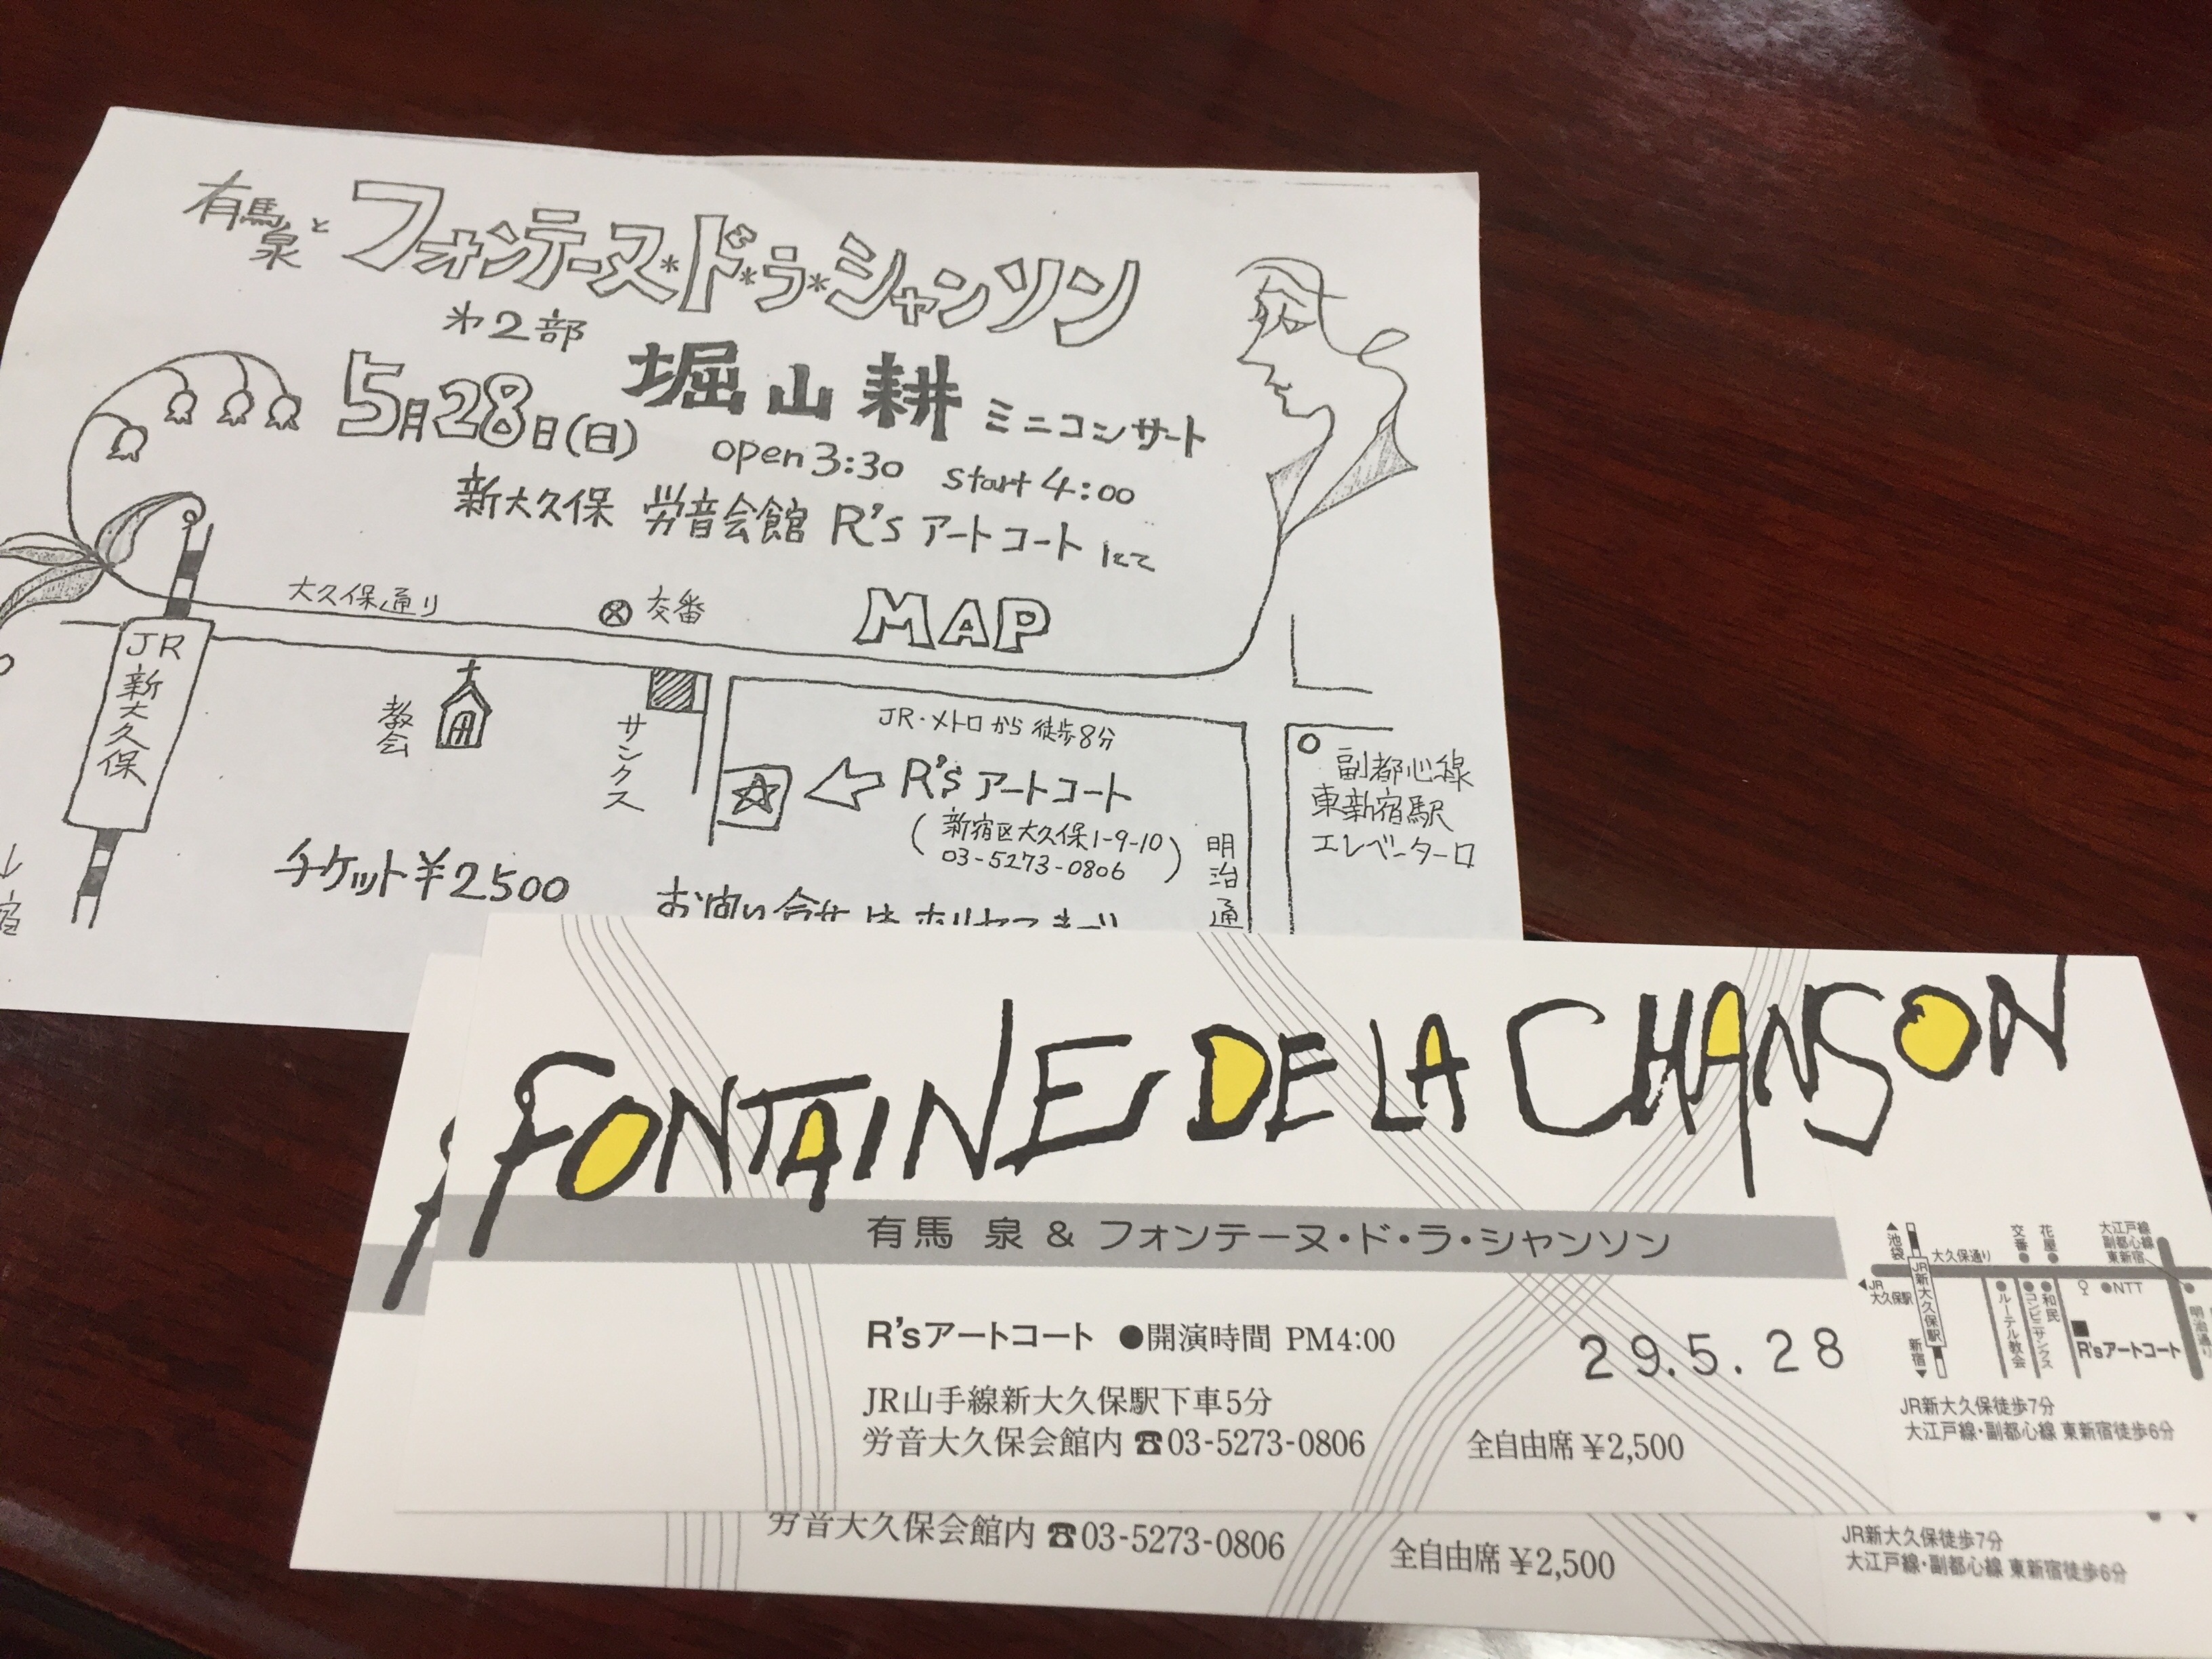 有馬泉と
フォンテーヌ*ド*ラ*シャンソン
第2部
堀山耕 ミニコンサート
5月28日(日)
open 3:30 start 4:00
新大久保 労音会館 R'sアートコートにて
大久保通り
交番
MAP
JR新大久保
教会
サンクス
JR・メトロから徒歩8分
R'sアートコート
(新宿区大久保1-9-10
03-5273-0806)
明治通
副都心線
東新宿駅
エレベーター口
宿
チケット¥2500
お問い合せは
FONTAINE DE LA CHANSON
有馬 泉 & フォンテーヌ・ド・ラ・シャンソン
R'sアートコート ●開演時間 PM4:00
29.5.28
JR山手線新大久保駅下車5分
労音大久保会館内 ☎03-5273-0806
全自由席 ¥2,500
▲池袋
大久保通り
交番
花屋
大江戸線
副都心線
東新宿
◀JR
大久保駅
JR新大久保駅
新宿▼
ルーテル教会
コンビニサンクス
和民
NTT
R'sアートコート
明治通り
JR新大久保徒歩7分
大江戸線・副都心線 東新宿徒歩6分
労音大久保会館内 ☎03-5273-0806
全自由席 ¥2,500
JR新大久保徒歩7分
大江戸線・副都心線 東新宿徒歩6分